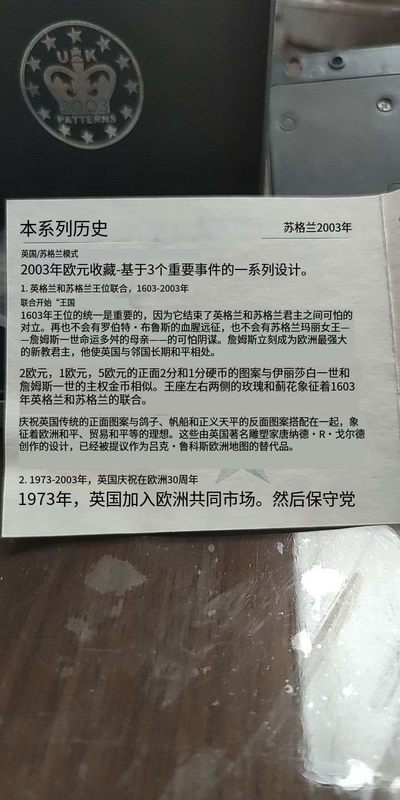 UK
2003
PATTERNS
本系列历史
苏格兰2003年
英国/苏格兰模式
2003年欧元收藏-基于3个重要事件的一系列设计。
1. 英格兰和苏格兰王位联合，1603-2003年
联合开始“王国
1603年王位的统一是重要的，因为它结束了英格兰和苏格兰君主之间可怕的
对立。再也不会有罗伯特·布鲁斯的血腥远征，也不会有苏格兰玛丽女王—
—詹姆斯一世命运多舛的母亲——的可怕阴谋。詹姆斯立刻成为欧洲最强大
的新教君主，他使英国与邻国长期和平相处。
2欧元，1欧元，5欧元的正面2分和1分硬币的图案与伊丽莎白一世和
詹姆斯一世的主权金币相似。王座左右两侧的玫瑰和蓟花象征着1603
年英格兰和苏格兰的联合。
庆祝英国传统的正面图案与鸽子、帆船和正义天平的反面图案搭配在一起，象
征着欧洲和平、贸易和平等的理想。这些由英国著名雕塑家唐纳德·R·戈尔德
创作的设计，已经被提议作为吕克·鲁科斯欧洲地图的替代品。
2. 1973-2003年，英国庆祝在欧洲30周年
1973年，英国加入欧洲共同市场。然后保守党